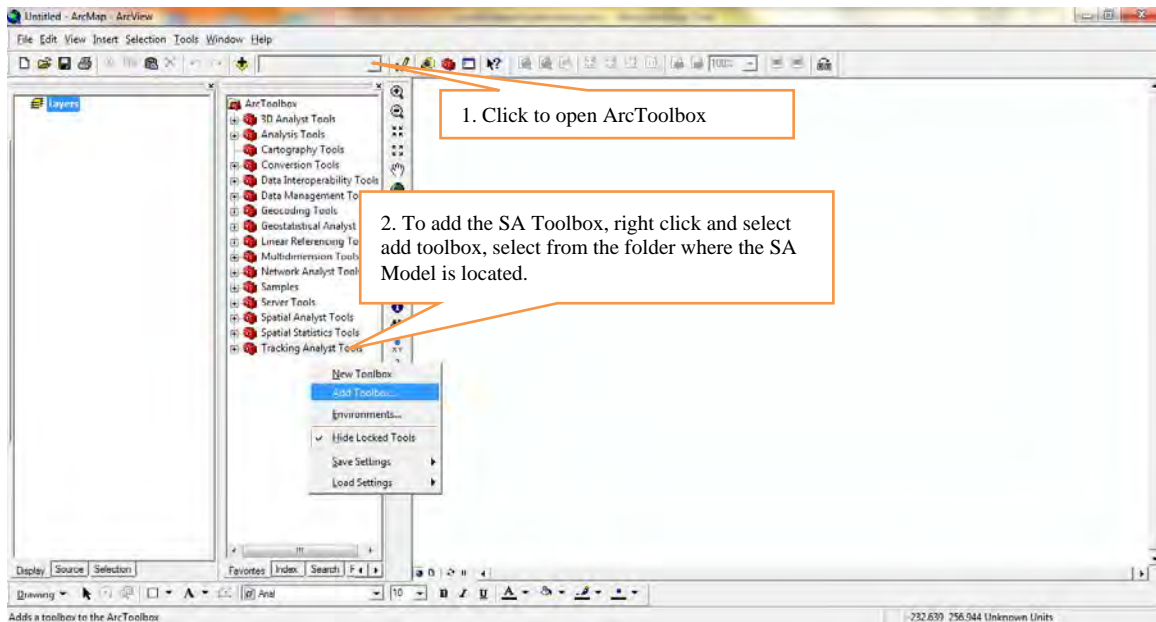 Untitled - ArcMap - ArcView
File Edit View Insert Selection Tools Window Help
100%
Layers
ArcToolbox
3D Analyst Tools
Analysis Tools
Cartography Tools
Conversion Tools
Data Interoperability Tools
Data Management To
Geocoding Tools
Geostatistical Analyst
Linear Referencing To
Multidimension Tools
Network Analyst Tools
Samples
Server Tools
Spatial Analyst Tools
Spatial Statistics Tools
Tracking Analyst Tools
1. Click to open ArcToolbox
2. To add the SA Toolbox, right click and select
add toolbox, select from the folder where the SA
Model is located.
XY
New Toolbox
Add Toolbox...
Environments...
Hide Locked Tools
Save Settings
Load Settings
Display Source Selection
Favorites Index Search F
Drawing A Arial 10 B I U A
Adds a toolbox to the ArcToolbox
-232.639 256.944 Unknown Units